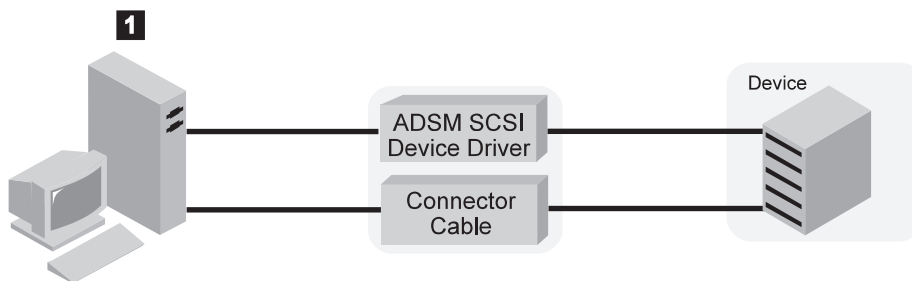 1
Device
ADSM SCSI
Device Driver
Connector
Cable